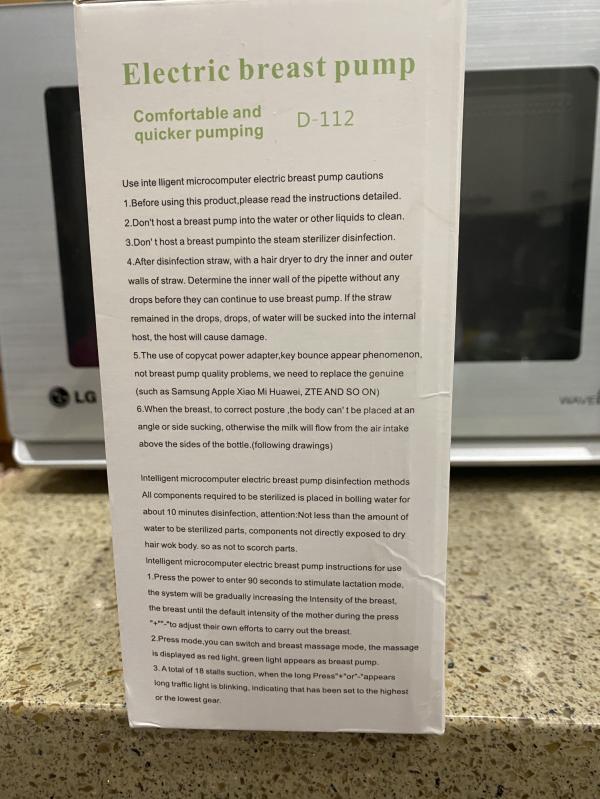 Electric breast pump
Comfortable and
quicker pumping
D-112
Use inte lligent microcomputer electric breast pump cautions
1.Before using this product,please read the instructions detailed.
2.Don't host a breast pump into the water or other liquids to clean.
3.Don' t host a breast pumpinto the steam sterilizer disinfection.
4.After disinfection straw, with a hair dryer to dry the inner and outer
walls of straw. Determine the inner wall of the pipette without any
drops before they can continue to use breast pump. If the straw
remained in the drops, drops, of water will be sucked into the internal
host, the host will cause damage.
5.The use of copycat power adapter,key bounce appear phenomenon,
not breast pump quality problems, we need to replace the genuine
(such as Samsung Apple Xiao Mi Huawei, ZTE AND SO ON)
6.When the breast, to correct posture ,the body can' t be placed at an
angle or side sucking, otherwise the milk will flow from the air intake
above the sides of the bottle.(following drawings)
Intelligent microcomputer electric breast pump disinfection methods
All components required to be sterilized is placed in bolling water for
about 10 minutes disinfection, attention:Not less than the amount of
water to be sterilized parts, components not directly exposed to dry
hair wok body. so as not to scorch parts.
Intelligent microcomputer electric breast pump instructions for use
1.Press the power to enter 90 seconds to stimulate lactation mode,
the system will be gradually increasing the Intensity of the breast,
the breast until the default intensity of the mother during the press
"+""-"to adjust their own efforts to carry out the breast.
2.Press mode,you can switch and breast massage mode, the massage
is displayed as red light, green light appears as breast pump.
3. A total of 18 stalls suction, when the long Press"+"or"-"appears
long traffic light is blinking, indicating that has been set to the highest
or the lowest gear.
LG
WAVE